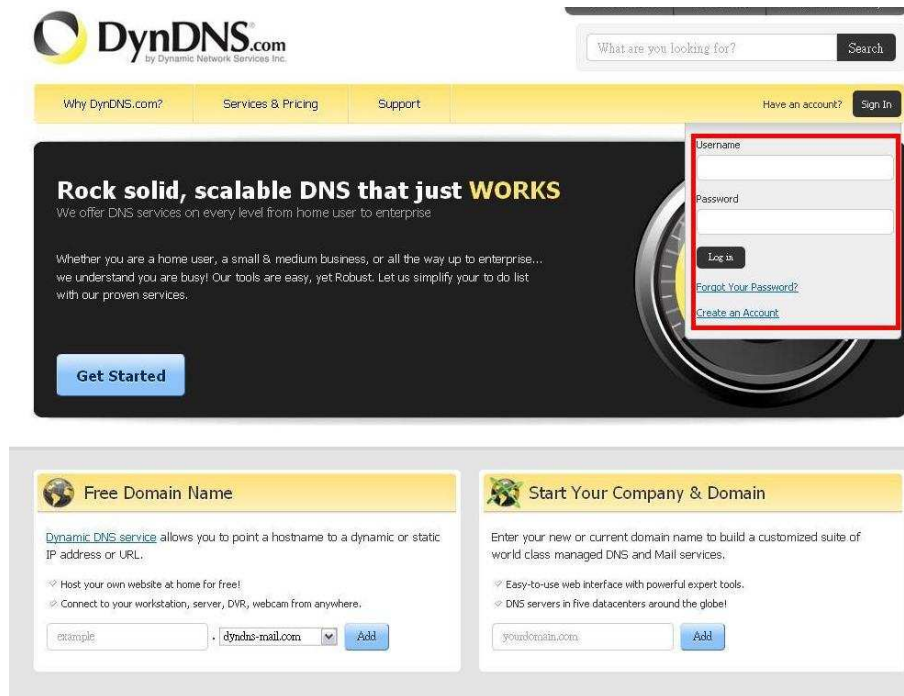 DynDNS.com
by Dynamic Network Services Inc.
What are you looking for?
Search
Why DynDNS.com?
Services & Pricing
Support
Have an account?
Sign In
Username
Password
Log in
Forgot Your Password?
Create an Account
Rock solid, scalable DNS that just WORKS
We offer DNS services on every level from home user to enterprise
Whether you are a home user, a small & medium business, or all the way up to enterprise...
we understand you are busy! Our tools are easy, yet Robust. Let us simplify your to do list
with our proven services.
Get Started
Free Domain Name
Dynamic DNS service allows you to point a hostname to a dynamic or static
IP address or URL.
Host your own website at home for free!
Connect to your workstation, server, DVR, webcam from anywhere.
example
. dyndns-mail.com
Add
Start Your Company & Domain
Enter your new or current domain name to build a customized suite of
world class managed DNS and Mail services.
Easy-to-use web interface with powerful expert tools.
DNS servers in five datacenters around the globe!
yourdomain.com
Add